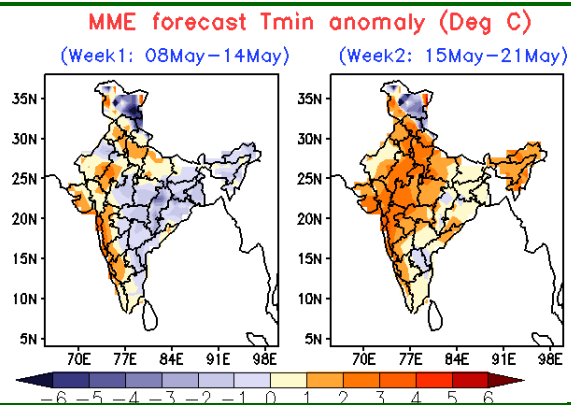 MME forecast Tmin anomaly (Deg C)
(Week1: 08May-14May) (Week2: 15May-21May)
35N 35N
30N 30N
25N 25N
20N 20N
15N 15N
10N 10N
5N 5N
70E 77E 84E 91E 98E 70E 77E 84E 91E 98E
-6 -5 -4 -3 -2 -1 0 1 2 3 4 5 6